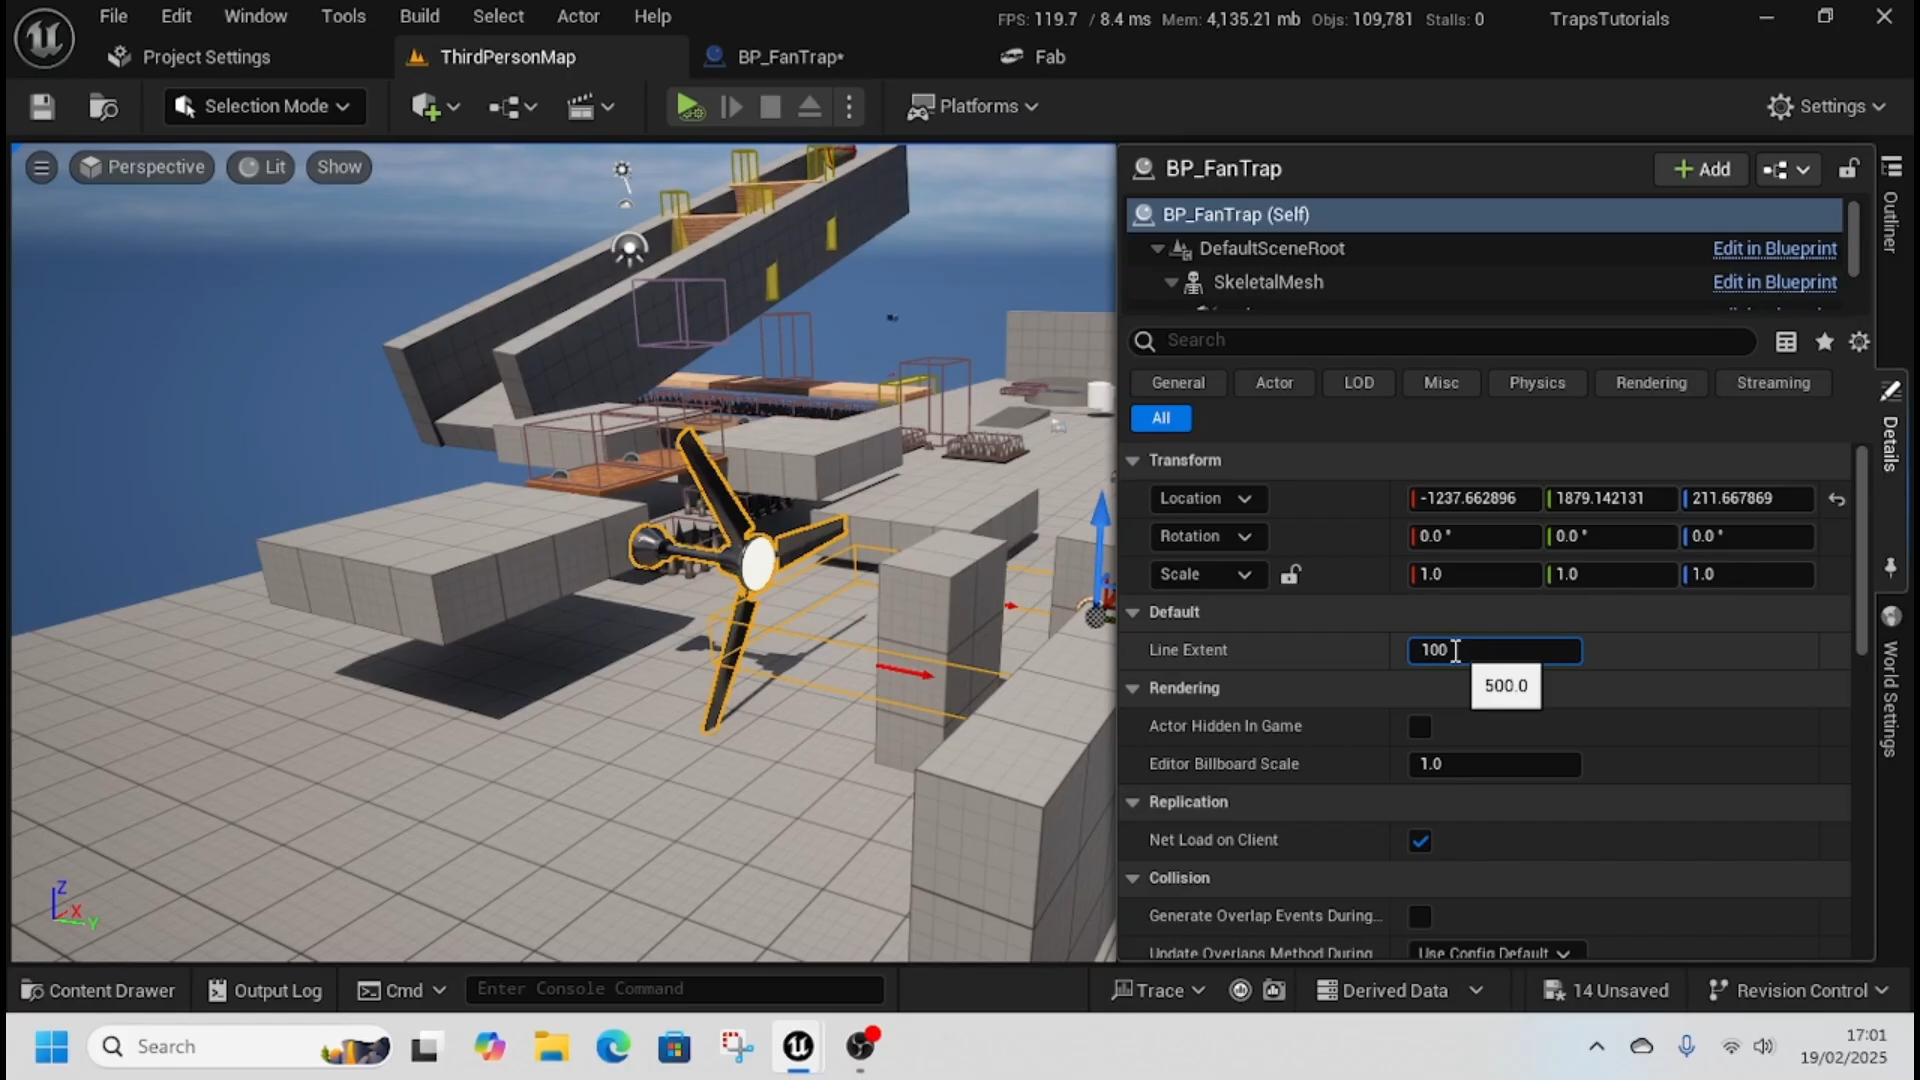 File Edit Window Tools Build Select Actor Help
FPS: 119.7 / 8.4 ms Mem: 4,135.21 mb Objs: 109,781 Stalls: 0 TrapsTutorials
Project Settings ThirdPersonMap BP_FanTrap* Fab
Selection Mode Platforms Settings
Perspective Lit Show
BP_FanTrap Add
BP_FanTrap (Self)
DefaultSceneRoot Edit in Blueprint
SkeletalMesh Edit in Blueprint
Outliner
Search
General Actor LOD Misc Physics Rendering Streaming
All
Details
Transform
Location -1237.662896 1879.142131 211.667869
Rotation 0.0 ° 0.0 ° 0.0 °
Scale 1.0 1.0 1.0
Default
Line Extent 100
500.0
World Settings
Rendering
Actor Hidden In Game
Editor Billboard Scale 1.0
Replication
Net Load on Client
Collision
Generate Overlap Events During...
Update Overlaps Method During Use Config Default
Z
X
Y
Content Drawer Output Log Cmd Enter Console Command Trace Derived Data 14 Unsaved Revision Control
Search
17:01
19/02/2025